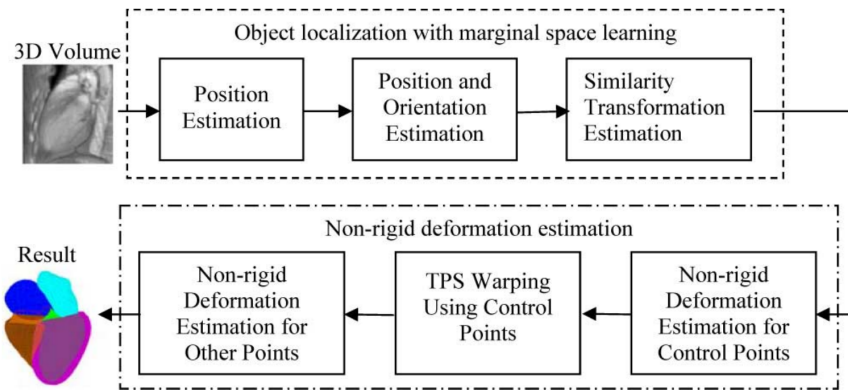 Object localization with marginal space learning
3D Volume
Position
Estimation
Position and
Orientation
Estimation
Similarity
Transformation
Estimation
Non-rigid deformation estimation
Result
Non-rigid
Deformation
Estimation for
Other Points
TPS Warping
Using Control
Points
Non-rigid
Deformation
Estimation for
Control Points